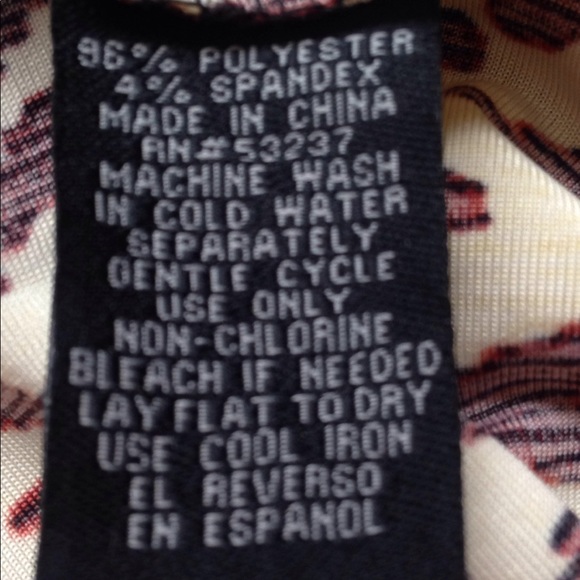 96% POLYESTER
4% SPANDEX
MADE IN CHINA
RN#53237
MACHINE WASH
IN COLD WATER
SEPARATELY
GENTLE CYCLE
USE ONLY
NON-CHLORINE
BLEACH IF NEEDED
LAY FLAT TO DRY
USE COOL IRON
EL REVERSO
EN ESPANOL